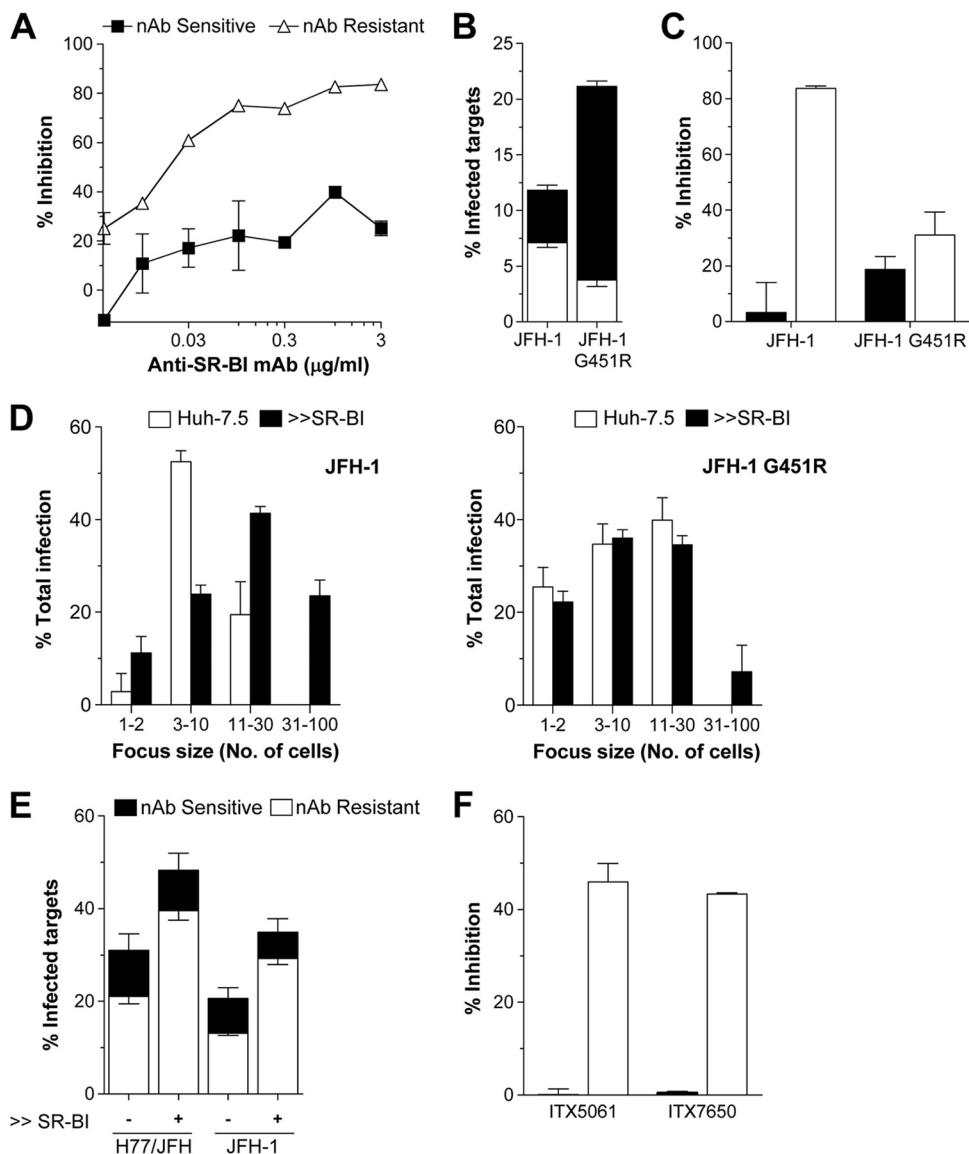 A
nAb Sensitive
nAb Resistant
% Inhibition
100
80
60
40
20
0
0.03
0.3
3
Anti-SR-BI mAb (μg/ml)
B
% Infected targets
25
20
15
10
5
0
JFH-1
JFH-1
G451R
C
% Inhibition
100
80
60
40
20
0
JFH-1
JFH-1 G451R
D
Huh-7.5
>>SR-BI
JFH-1
% Total infection
60
40
20
0
1-2
3-10
11-30
31-100
Focus size (No. of cells)
Huh-7.5
>>SR-BI
JFH-1 G451R
% Total infection
60
40
20
0
1-2
3-10
11-30
31-100
Focus size (No. of cells)
E
nAb Sensitive
nAb Resistant
% Infected targets
60
40
20
0
>> SR-BI
-
+
-
+
H77/JFH
JFH-1
F
% Inhibition
60
40
20
0
ITX5061
ITX7650